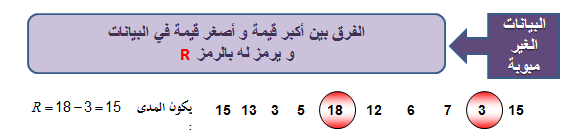 البيانات
الغير
مبوبة
الفرق بين أكبر قيمة و أصغر قيمة في البيانات
و يرمز له بالرمز R
15 13 3 5 18 12 6 7 3 15
يكون المدى
:
R = 18 − 3 = 15